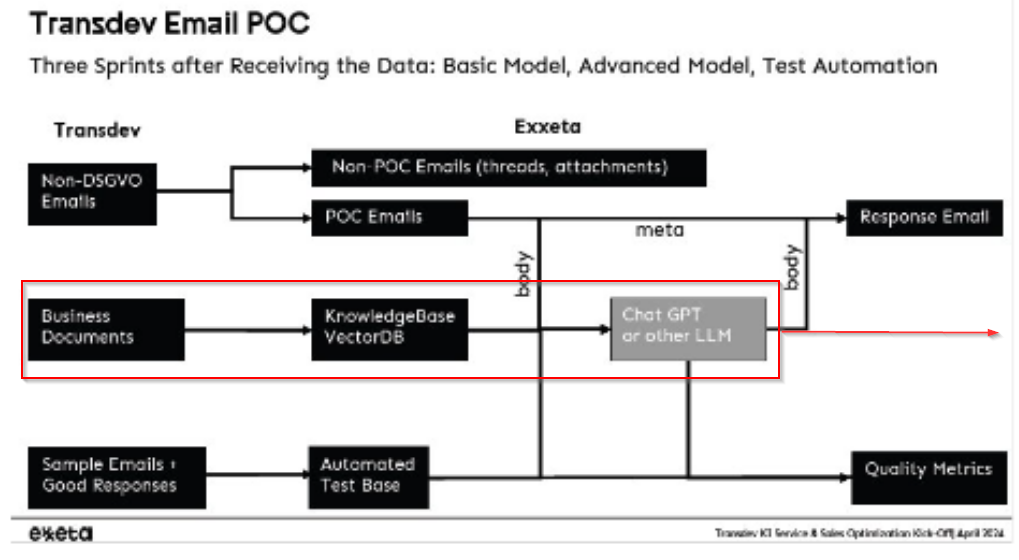 Transdev Email POC
Three Sprints after Receiving the Data: Basic Model, Advanced Model, Test Automation
Transdev
Exxeta
Non-DSGVO
Emails
Non-POC Emails (threads, attachments)
POC Emails
Response Email
meta
body
body
Business
Documents
KnowledgeBase
VectorDB
Chat GPT
or other LLM
Sample Emails +
Good Responses
Automated
Test Base
Quality Metrics
exxeta
Transdev KI Service & Sales Optimization Kick-Off| April 2024